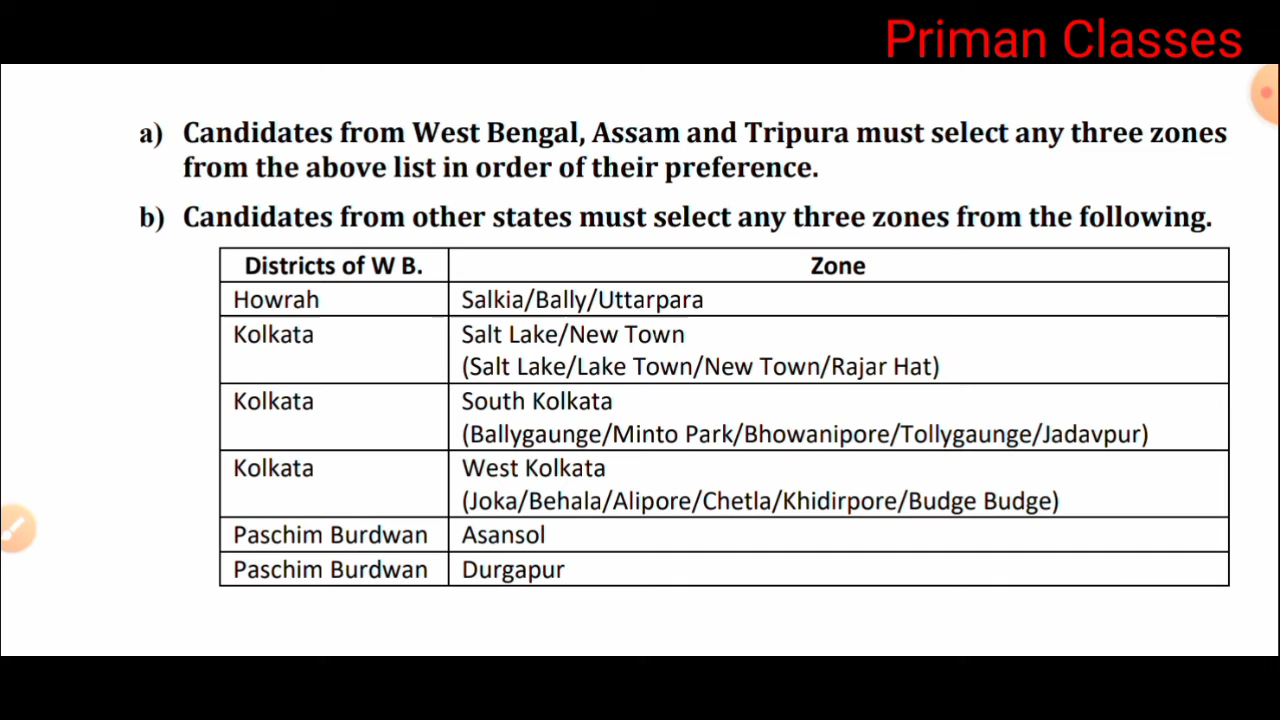 Priman Classes
a) Candidates from West Bengal, Assam and Tripura must select any three zones
from the above list in order of their preference.
b) Candidates from other states must select any three zones from the following.
Districts of W B. Zone
Howrah Salkia/Bally/Uttarpara
Kolkata Salt Lake/New Town
(Salt Lake/Lake Town/New Town/Rajar Hat)
Kolkata South Kolkata
(Ballygaunge/Minto Park/Bhowanipore/Tollygaunge/Jadavpur)
Kolkata West Kolkata
(Joka/Behala/Alipore/Chetla/Khidirpore/Budge Budge)
Paschim Burdwan Asansol
Paschim Burdwan Durgapur